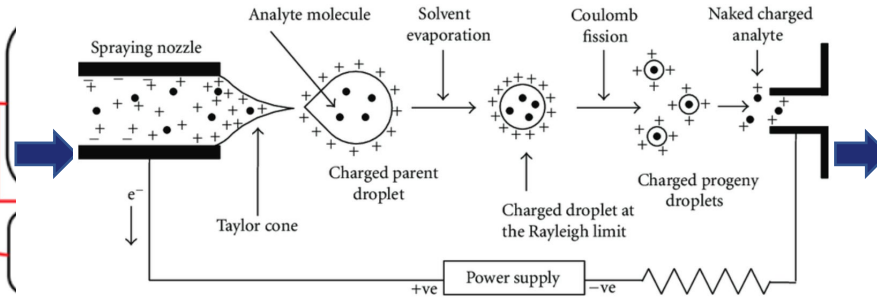 Analyte molecule
Solvent
evaporation
Coulomb
fission
Naked charged
analyte
Spraying nozzle
Charged parent
droplet
Charged progeny
droplets
Charged droplet at
the Rayleigh limit
e⁻
Taylor cone
+ve
Power supply
−ve